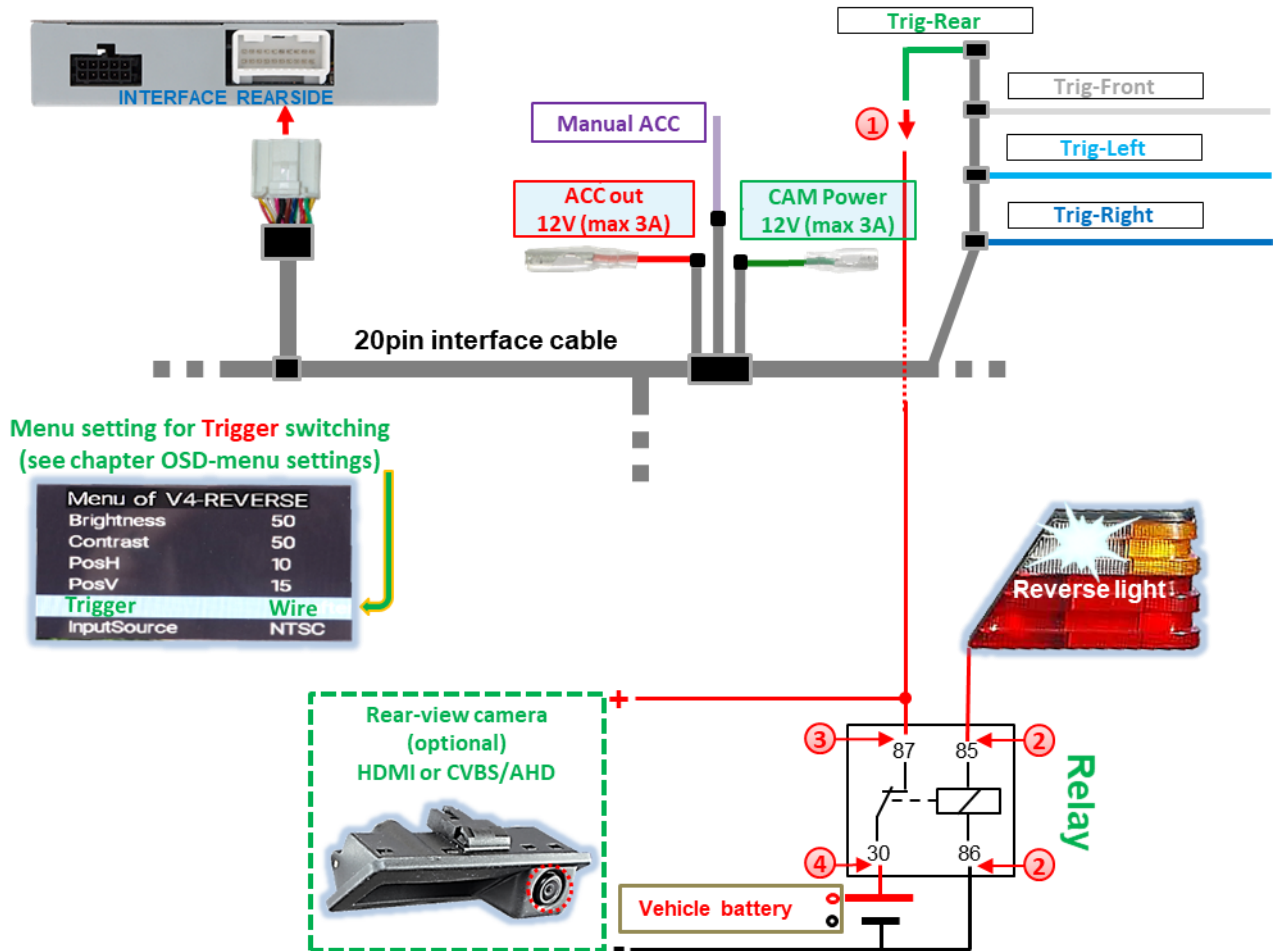 Trig-Rear
INTERFACE REARSIDE
Manual ACC
1
Trig-Front
Trig-Left
Trig-Right
ACC out
12V (max 3A)
CAM Power
12V (max 3A)
20pin interface cable
Menu setting for Trigger switching
(see chapter OSD-menu settings)
Menu of V4-REVERSE
Brightness 50
Contrast 50
PosH 10
PosV 15
Trigger Wire
InputSource NTSC
Reverse light
+
Rear-view camera
(optional)
HDMI or CVBS/AHD
3
87
85
2
Relay
4
30
86
2
Vehicle battery
-